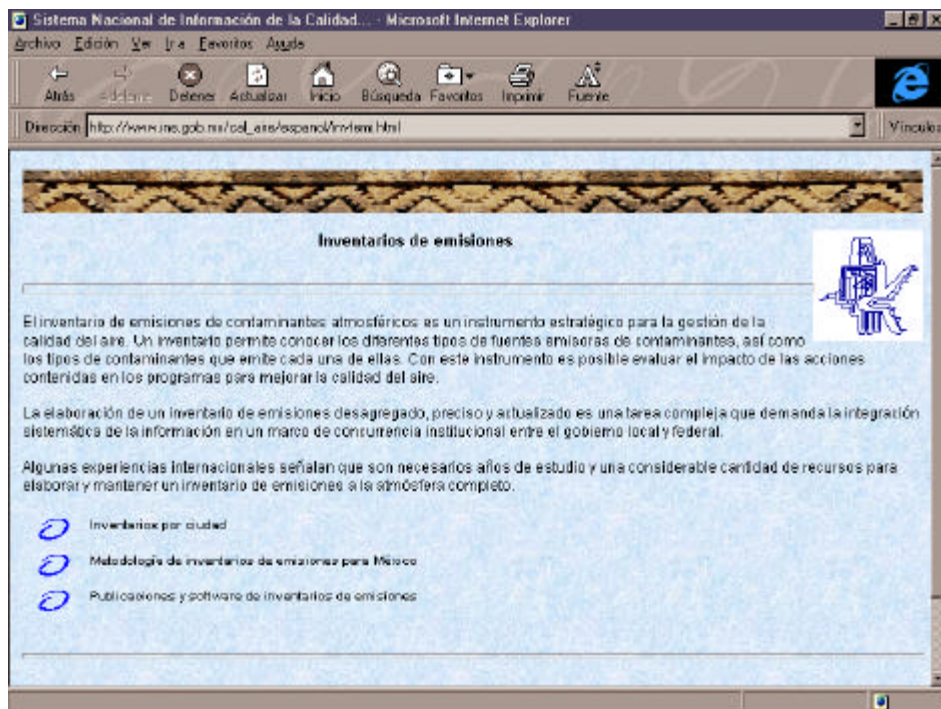 Sistema Nacional de Información de la Calidad... - Microsoft Internet Explorer
Archivo Edición Ver Ir a Favoritos Ayuda
Atrás Adelante Detener Actualizar Inicio Búsqueda Favoritos Imprimir Fuente
Dirección Vínculos
Inventarios de emisiones
El inventario de emisiones de contaminantes atmosféricos es un instrumento estratégico para la gestión de la
calidad del aire. Un inventario permite conocer los diferentes tipos de fuentes emisoras de contaminantes, así como
los tipos de contaminantes que emite cada una de ellas. Con este instrumento es posible evaluar el impacto de las acciones
contenidas en los programas para mejorar la calidad del aire.
La elaboración de un inventario de emisiones desagregado, preciso y actualizado es una tarea compleja que demanda la integración
sistemática de la información en un marco de concurrencia institucional entre el gobierno local y federal.
Algunas experiencias internacionales señalan que son necesarios años de estudio y una considerable cantidad de recursos para
elaborar y mantener un inventario de emisiones a la atmósfera completo.
Inventarios por ciudad
Metodología de inventarios de emisiones para México
Publicaciones y software de inventarios de emisiones